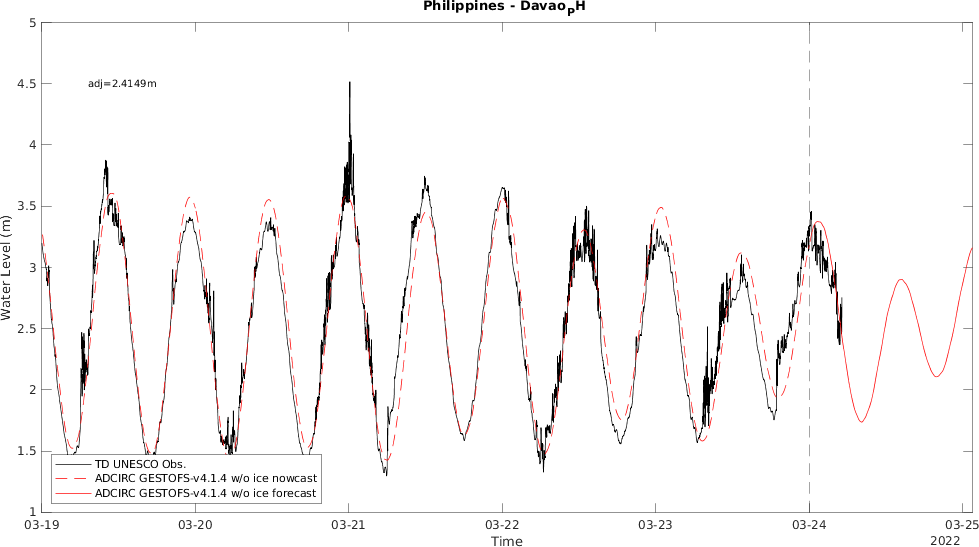 Philippines - DavaoPH
5
4.5
4
3.5
3
2.5
2
1.5
1
Water Level (m)
adj=2.4149m
TD UNESCO Obs.
ADCIRC GESTOFS-v4.1.4 w/o ice nowcast
ADCIRC GESTOFS-v4.1.4 w/o ice forecast
03-19 03-20 03-21 03-22 03-23 03-24 03-25
Time
2022